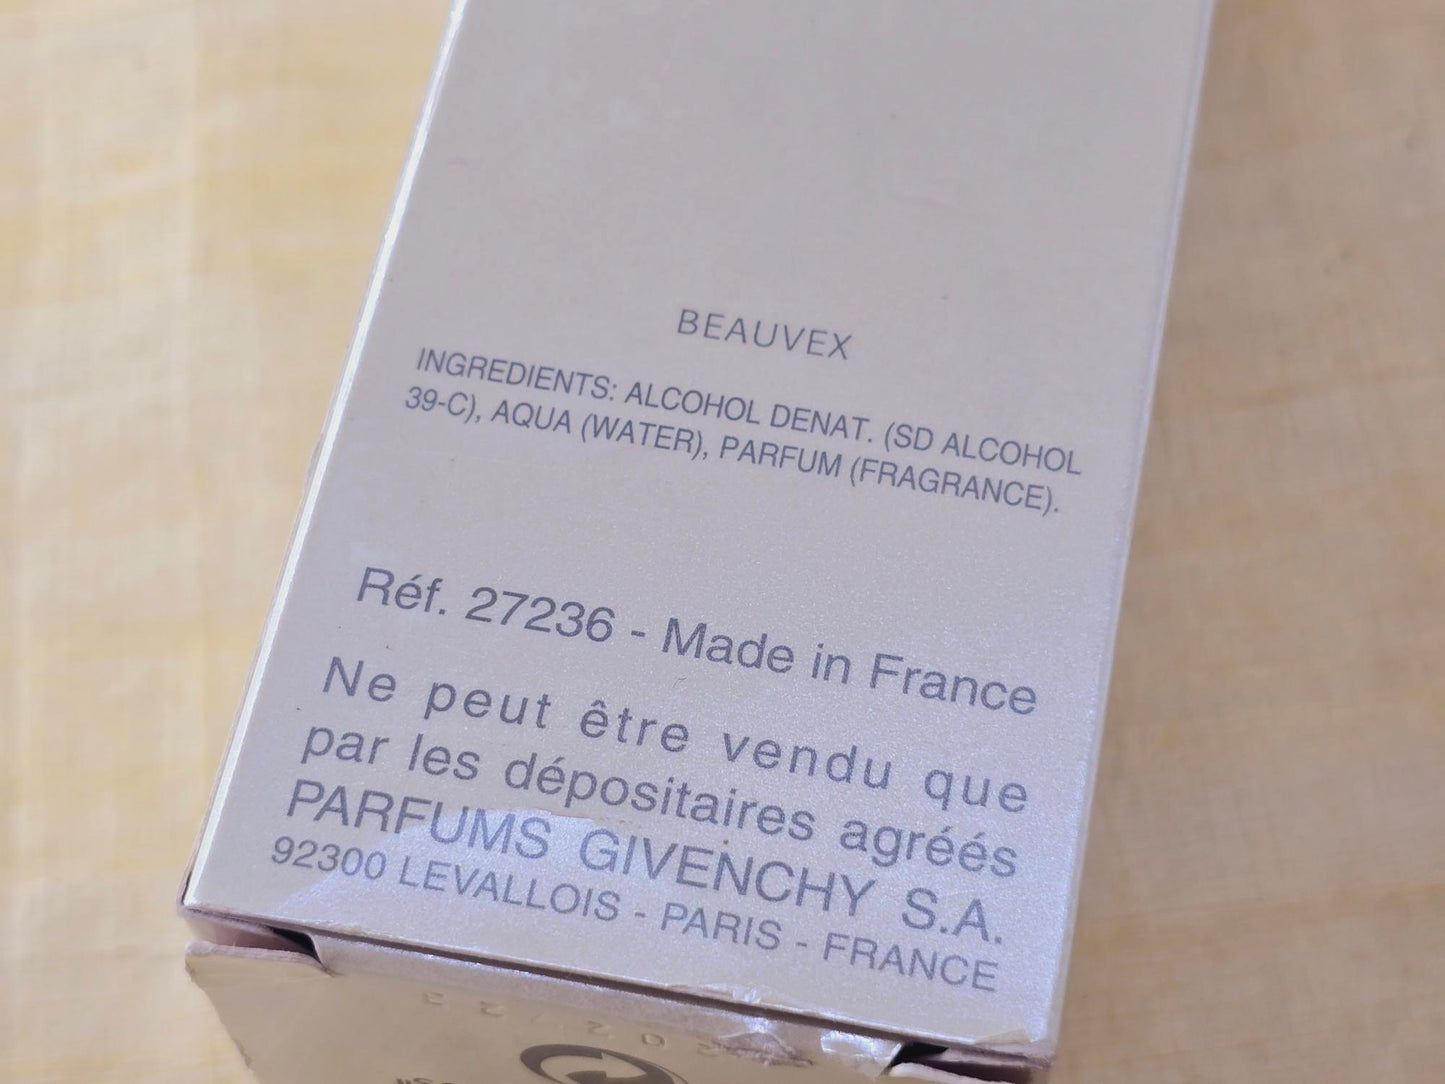 BEAUVEX
INGREDIENTS: ALCOHOL DENAT. (SD ALCOHOL
39-C), AQUA (WATER), PARFUM (FRAGRANCE).
Réf. 27236 - Made in France
Ne peut être vendu que
par les dépositaires agréés
PARFUMS GIVENCHY S.A.
92300 LEVALLOIS - PARIS - FRANCE